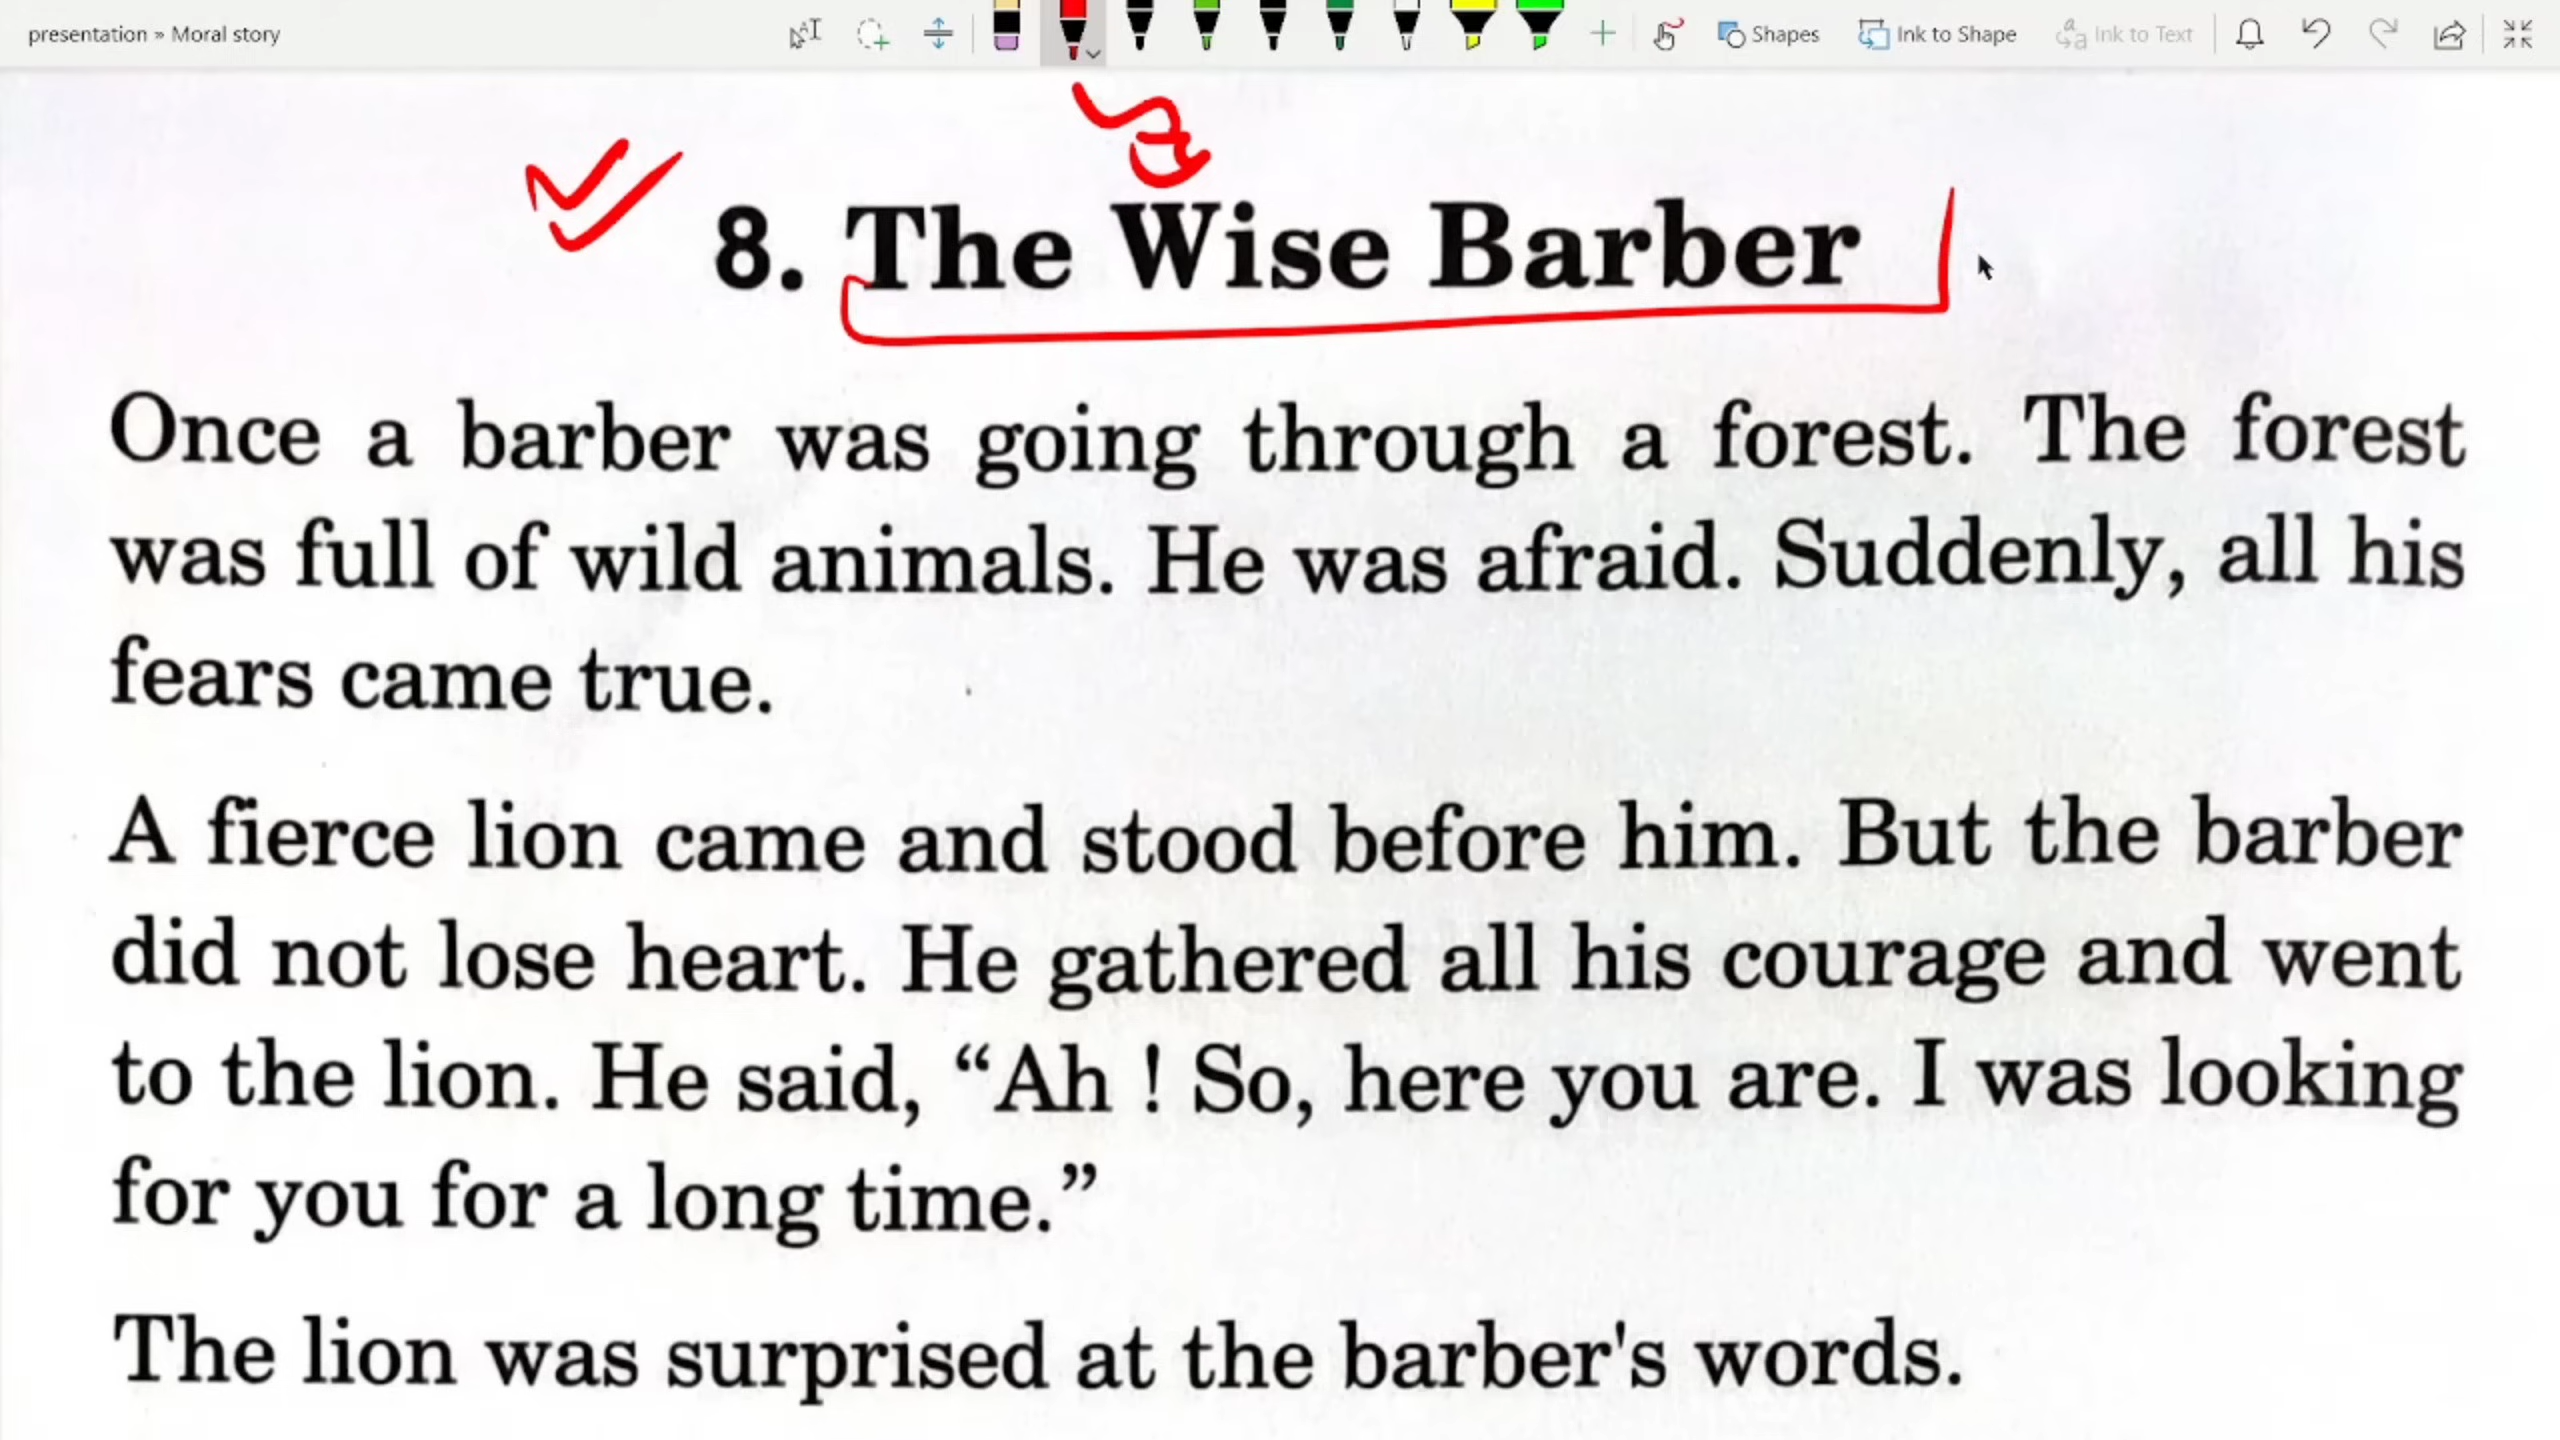 presentation » Moral story
Shapes
Ink to Shape
Ink to Text
8. The Wise Barber
Once a barber was going through a forest. The forest
was full of wild animals. He was afraid. Suddenly, all his
fears came true.
A fierce lion came and stood before him. But the barber
did not lose heart. He gathered all his courage and went
to the lion. He said, “Ah ! So, here you are. I was looking
for you for a long time.”
The lion was surprised at the barber's words.